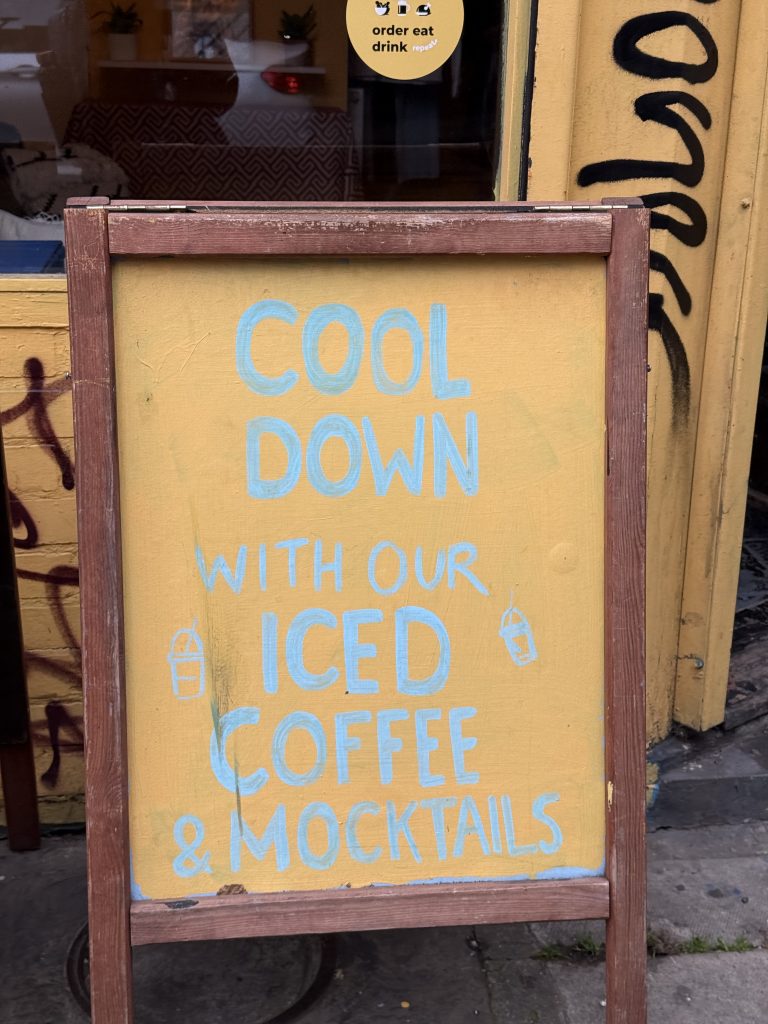 order eat
drink repeat
COOL
DOWN
WITH OUR
ICED
COFFEE
& MOCKTAILS